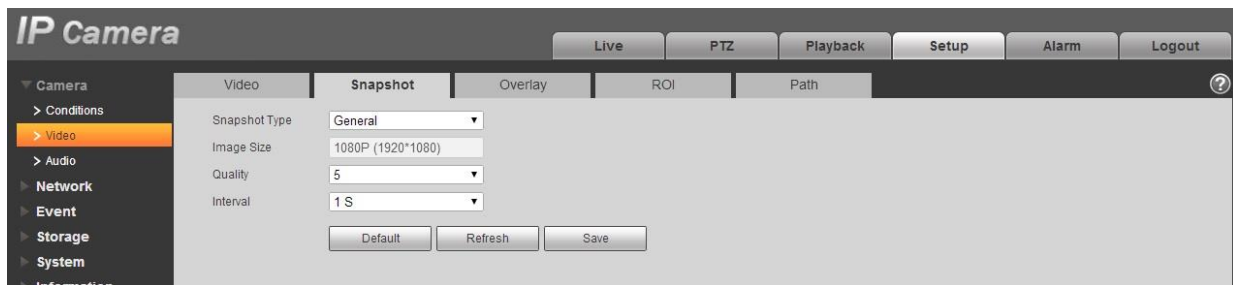 IP Camera
Live PTZ Playback Setup Alarm Logout
Camera
Video Snapshot Overlay ROI Path ?
> Conditions
> Video
> Audio
Network
Event
Storage
System
Information
Snapshot Type General
Image Size 1080P (1920*1080)
Quality 5
Interval 1 S
Default Refresh Save